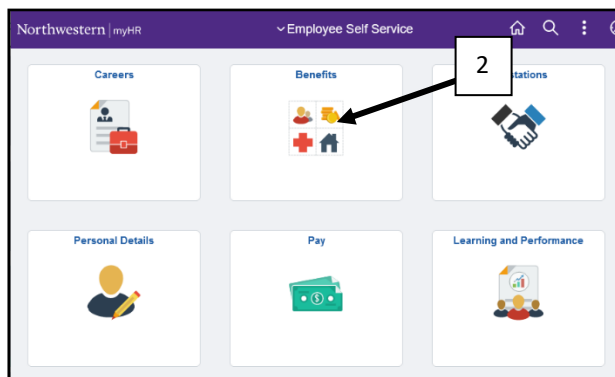 Northwestern | myHR
Employee Self Service
2
Careers
Benefits
Personal Details
Pay
Learning and Performance